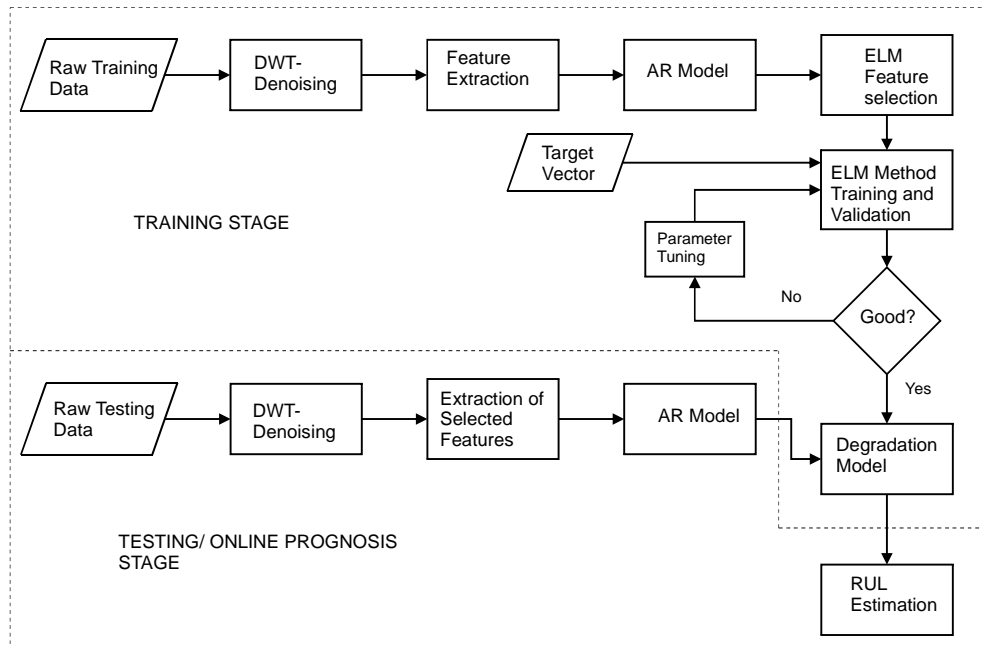 Raw Training
Data
DWT-
Denoising
Feature
Extraction
AR Model
ELM
Feature
selection
Target
Vector
ELM Method
Training and
Validation
TRAINING STAGE
Parameter
Tuning
No
Good?
Yes
Raw Testing
Data
DWT-
Denoising
Extraction of
Selected
Features
AR Model
Degradation
Model
TESTING/ ONLINE PROGNOSIS
STAGE
RUL
Estimation